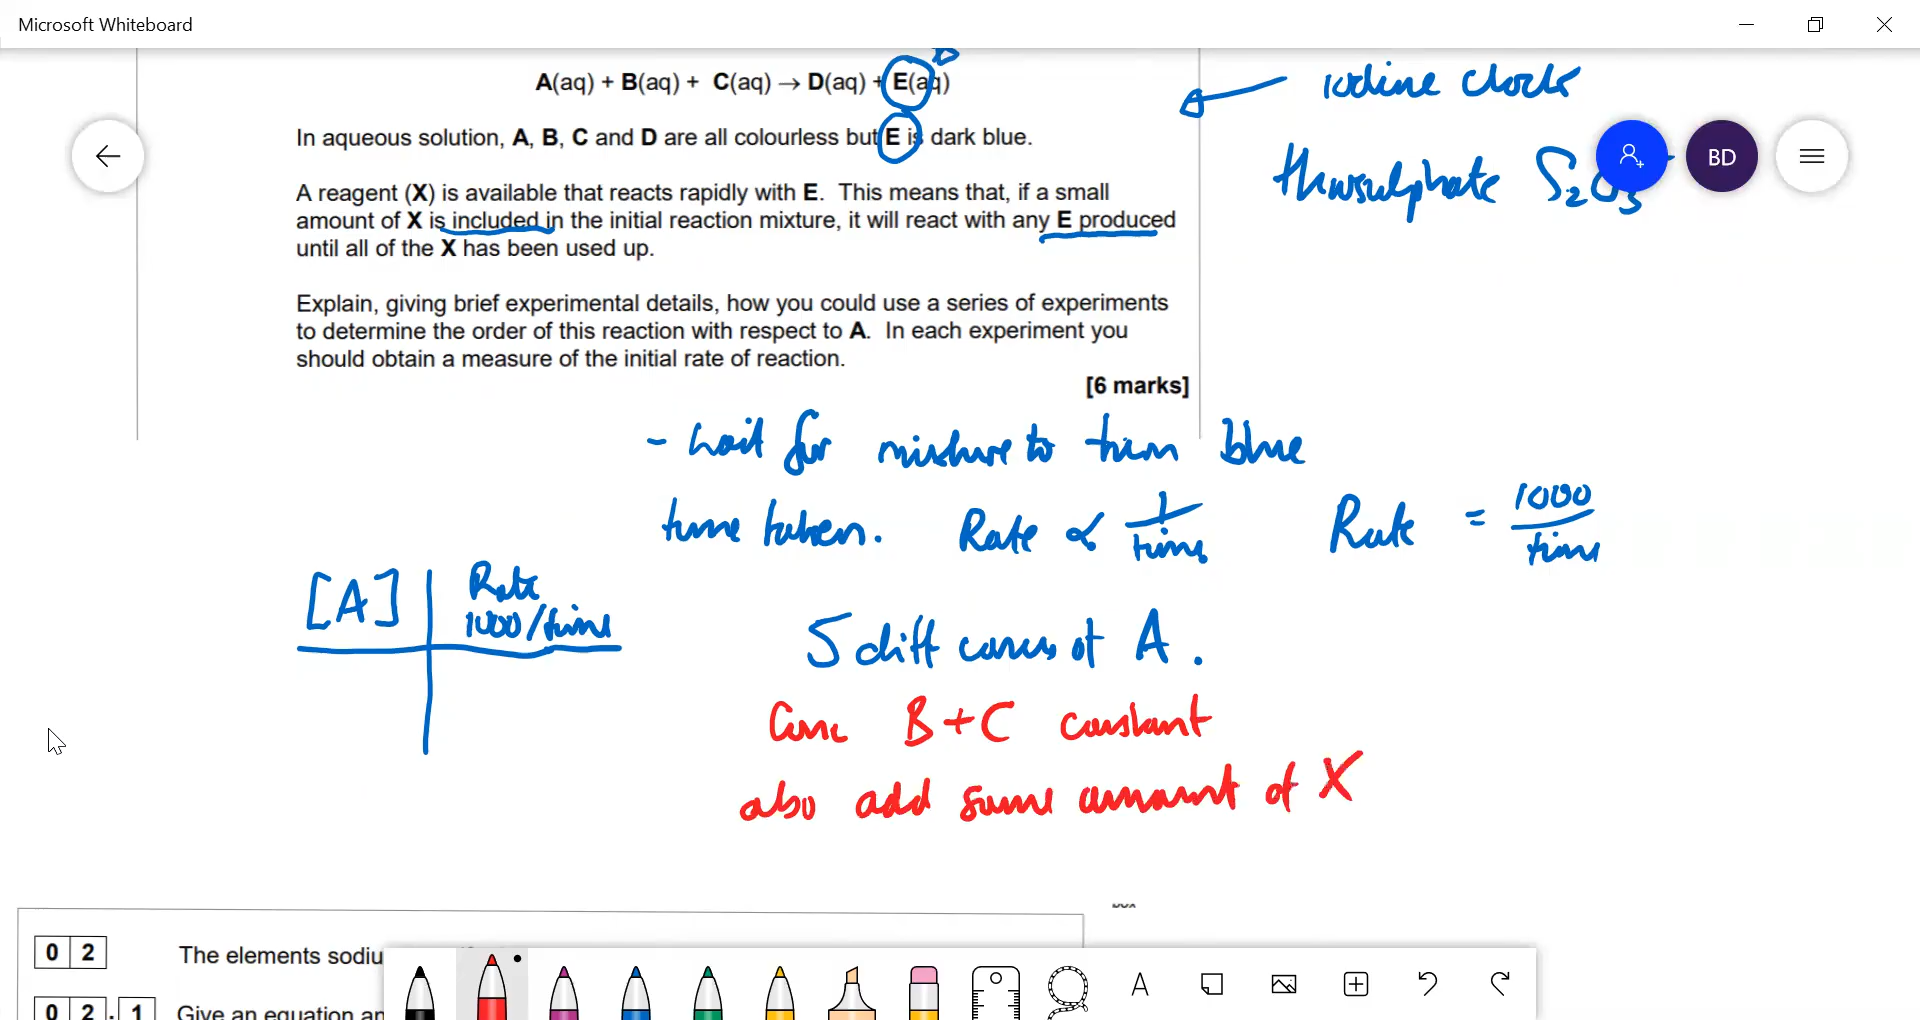 Microsoft Whiteboard
A(aq) + B(aq) + C(aq) → D(aq) + E(aq)
iodine clock
In aqueous solution, A, B, C and D are all colourless but E is dark blue.
thiosulphate S₂O₃
BD
A reagent (X) is available that reacts rapidly with E. This means that, if a small
amount of X is included in the initial reaction mixture, it will react with any E produced
until all of the X has been used up.
Explain, giving brief experimental details, how you could use a series of experiments
to determine the order of this reaction with respect to A. In each experiment you
should obtain a measure of the initial rate of reaction.
[6 marks]
- wait for mixture to turn blue
time taken. Rate ∝ 1/time Rate = 1000/time
[A] Rate
1000/time
5 diff concs of A.
Conc B+C constant
also add same amount of X
box
0 2 The elements sodiu
0 2 . 1 Give an equation an
A